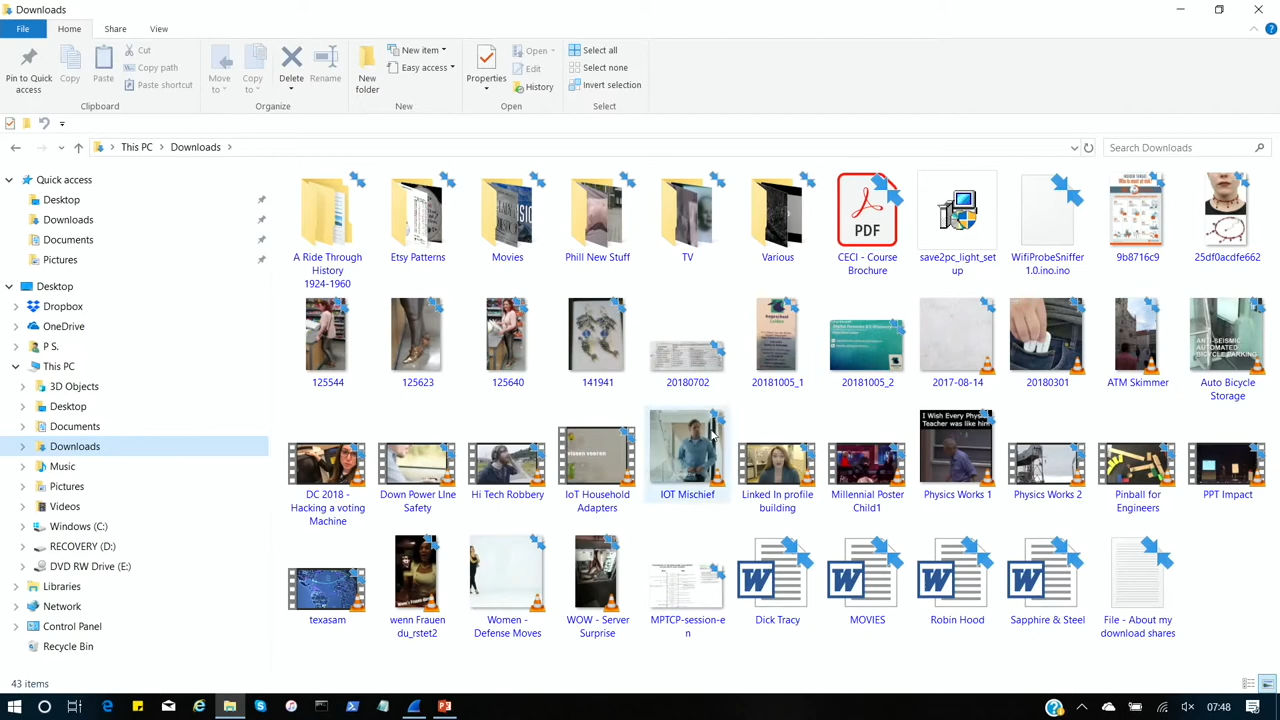 Downloads
File Home Share View
Pin to Quick access
Copy
Paste
Cut
Copy path
Paste shortcut
Clipboard
Move to
Copy to
Delete
Rename
Organize
New folder
New item
Easy access
New
Properties
Open
Edit
History
Open
Select all
Select none
Invert selection
Select
This PC Downloads
Search Downloads
Quick access
Desktop
Downloads
Documents
Pictures
Desktop
Dropbox
OneDrive
P S.
This PC
3D Objects
Desktop
Documents
Downloads
Music
Pictures
Videos
Windows (C:)
RECOVERY (D:)
DVD RW Drive (E:)
Libraries
Network
Control Panel
Recycle Bin
A Ride Through
History
1924-1960
Etsy Patterns
Movies
Phill New Stuff
TV
Various
PDF
CECI - Course
Brochure
save2pc_light_set
up
WifiProbeSniffer
1.0.ino.ino
9b8716c9
25df0acdfe662
125544
125623
125640
141941
20180702
20181005_1
20181005_2
2017-08-14
20180301
ATM Skimmer
ANTI-SEISMIC
AUTOMATED
BICYCLE PARKING
Auto Bicycle
Storage
DC 2018 -
Hacking a voting
Machine
Down Power LIne
Safety
Hi Tech Robbery
IoT Household
Adapters
IOT Mischief
Linked In profile
building
Millennial Poster
Child1
I Wish Every Physics
Teacher was like him
Physics Works 1
Physics Works 2
Pinball for
Engineers
PPT Impact
texasam
wenn Frauen
du_rstet2
Women -
Defense Moves
WOW - Server
Surprise
MPTCP-session-e
n
W
Dick Tracy
W
MOVIES
W
Robin Hood
W
Sapphire & Steel
File - About my
download shares
43 items
07:48